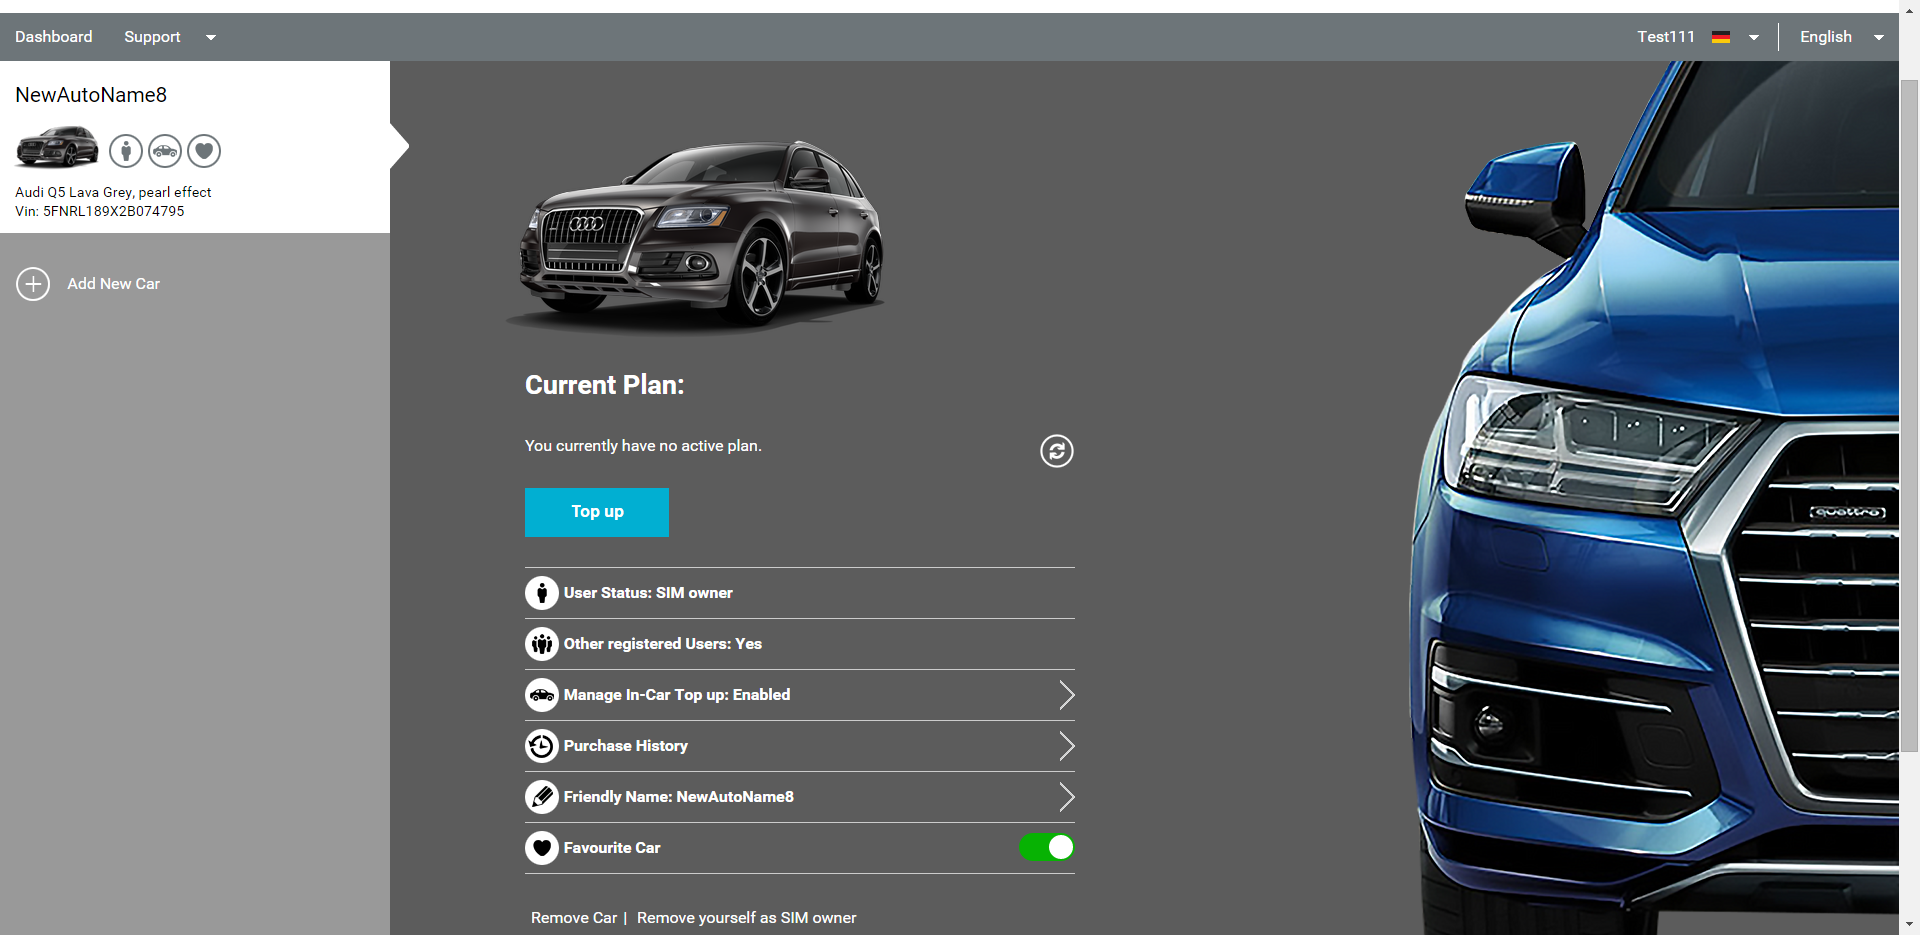 Dashboard Support Test111 English
NewAutoName8
Audi Q5 Lava Grey, pearl effect
Vin: 5FNRL189X2B074795
Add New Car
Current Plan:
You currently have no active plan.
Top up
User Status: SIM owner
Other registered Users: Yes
Manage In-Car Top up: Enabled
Purchase History
Friendly Name: NewAutoName8
Favourite Car
Remove Car | Remove yourself as SIM owner
quattro